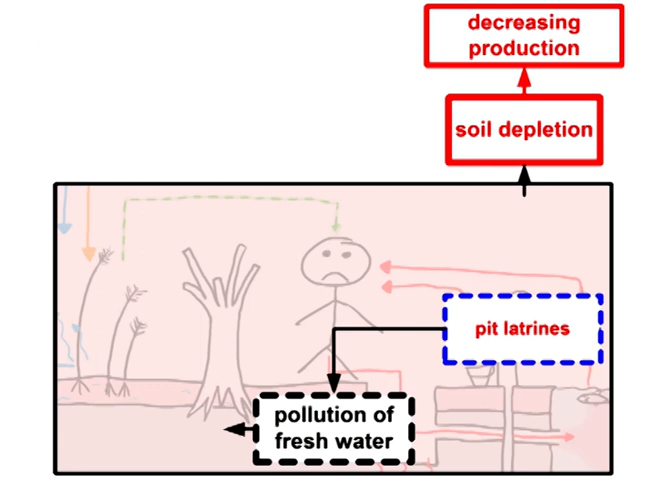 decreasing
production
soil depletion
pit latrines
pollution of
fresh water